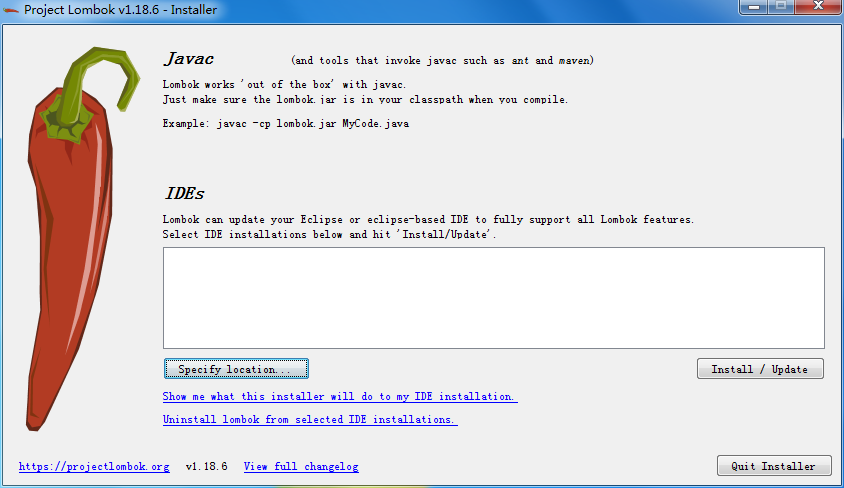 Project Lombok v1.18.6 - Installer
Javac (and tools that invoke javac such as ant and maven)
Lombok works 'out of the box' with javac.
Just make sure the lombok.jar is in your classpath when you compile.
Example: javac -cp lombok.jar MyCode.java
IDEs
Lombok can update your Eclipse or eclipse-based IDE to fully support all Lombok features.
Select IDE installations below and hit 'Install/Update'.
Specify location... Install / Update
Show me what this installer will do to my IDE installation.
Uninstall lombok from selected IDE installations.
https://projectlombok.org v1.18.6 View full changelog Quit Installer